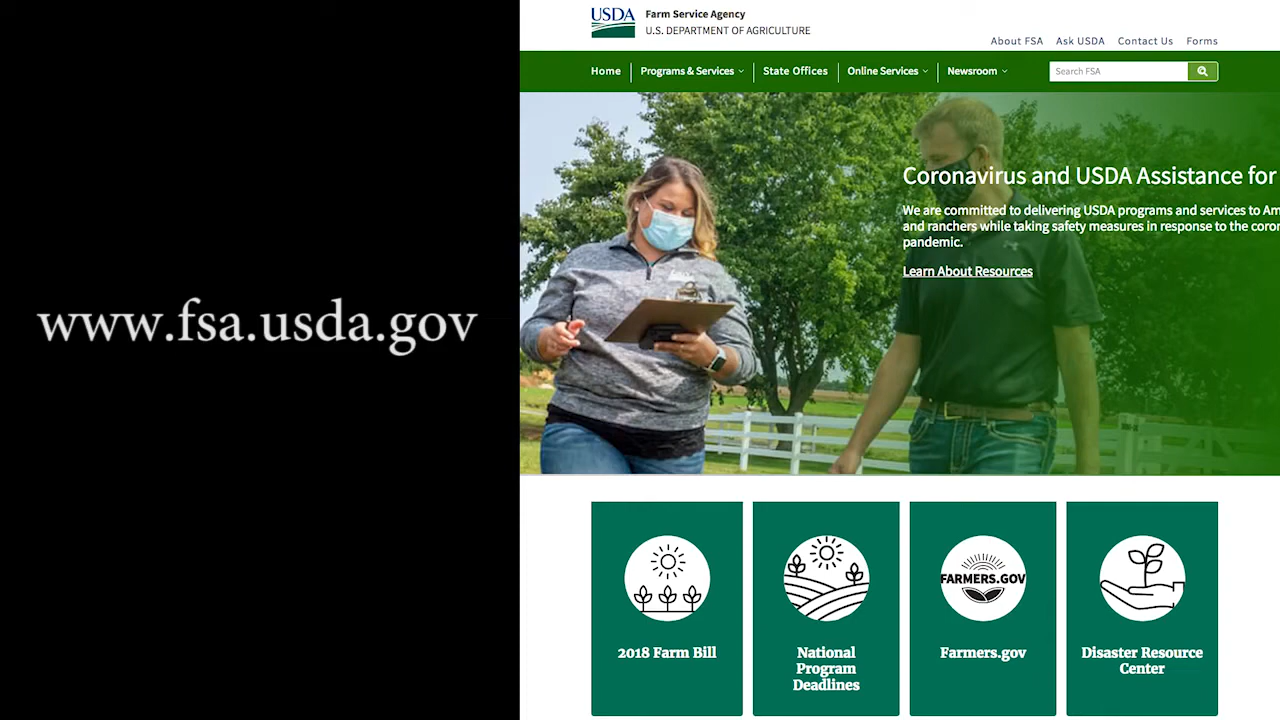 www.fsa.usda.gov
USDA
Farm Service Agency
U.S. DEPARTMENT OF AGRICULTURE
About FSA Ask USDA Contact Us Forms
Home Programs & Services State Offices Online Services Newsroom Search FSA
Coronavirus and USDA Assistance for
We are committed to delivering USDA programs and services to Am
and ranchers while taking safety measures in response to the coron
pandemic.
Learn About Resources
FARMERS.GOV
2018 Farm Bill
National
Program
Deadlines
Farmers.gov
Disaster Resource
Center